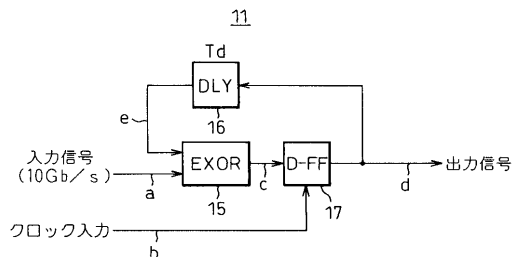 11
Td
DLY
16
e
入力信号
(10Gb/s)
a
EXOR
15
c
D-FF
17
d
出力信号
クロック入力
b